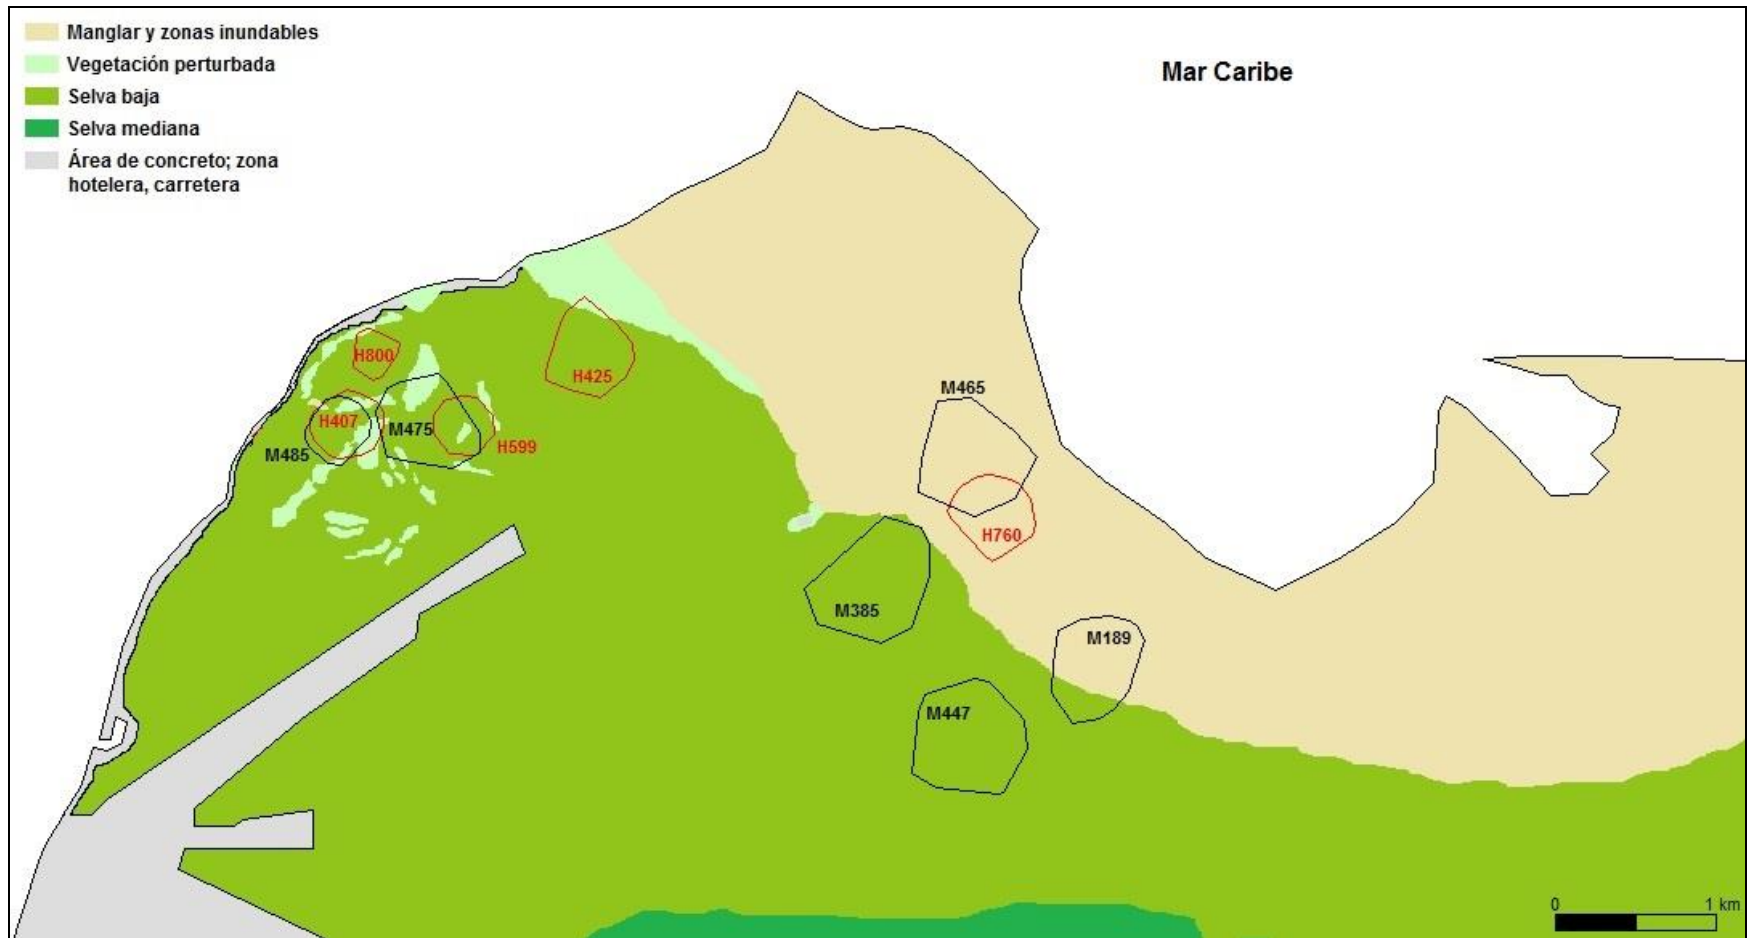 Manglar y zonas inundables
Vegetación perturbada
Selva baja
Selva mediana
Área de concreto; zona
hotelera, carretera
Mar Caribe
H800
H425
M465
H407
M475
M485
H599
H760
M385
M189
M447
0 1 km